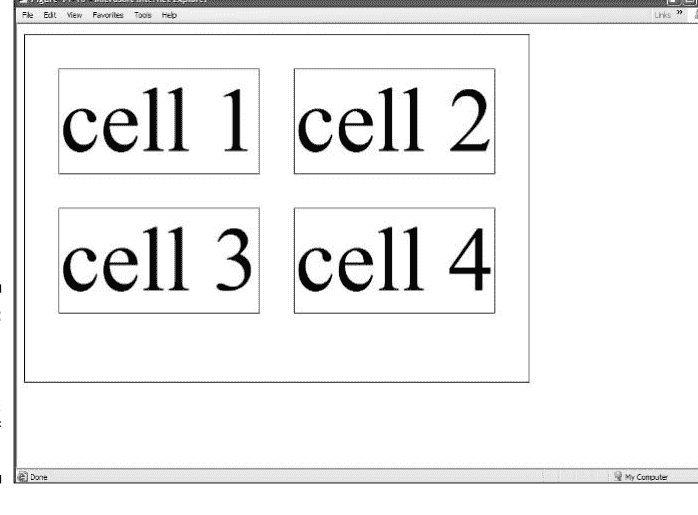 File Edit View Favorites Tools Help Links »
cell 1 cell 2
cell 3 cell 4
Done My Computer